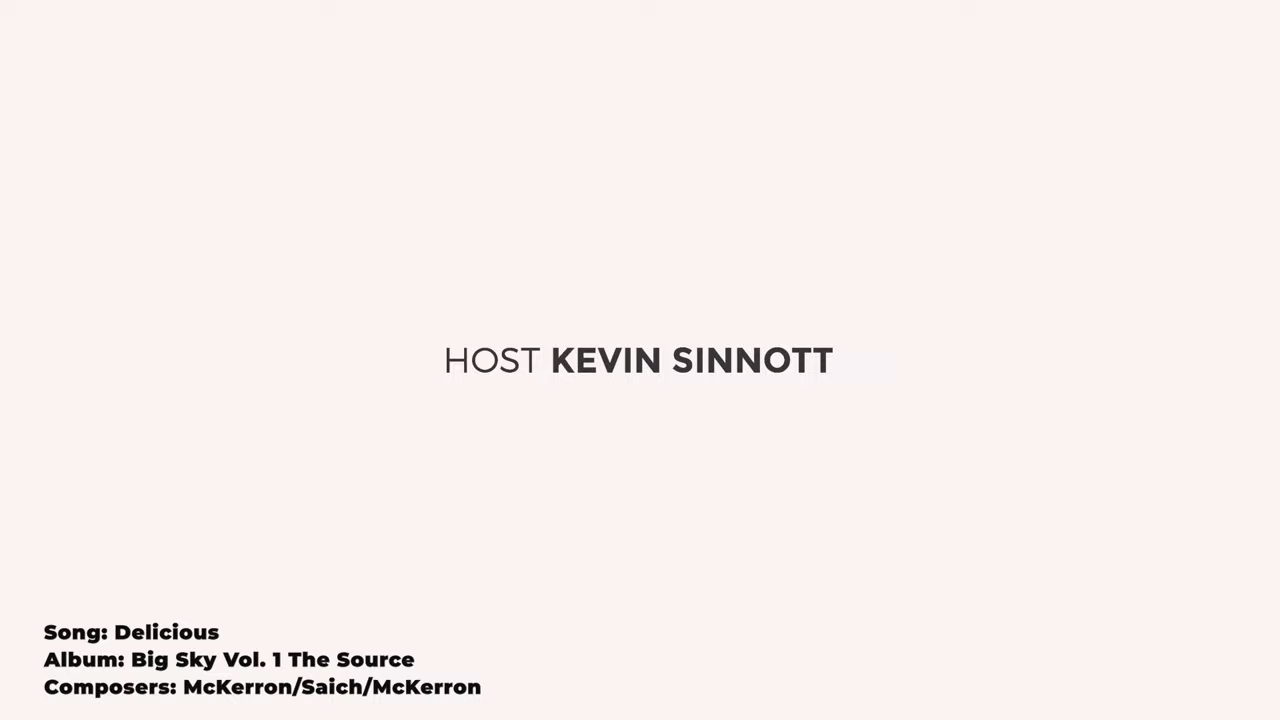 HOST KEVIN SINNOTT
Song: Delicious
Album: Big Sky Vol. 1 The Source
Composers: McKerron/Saich/McKerron